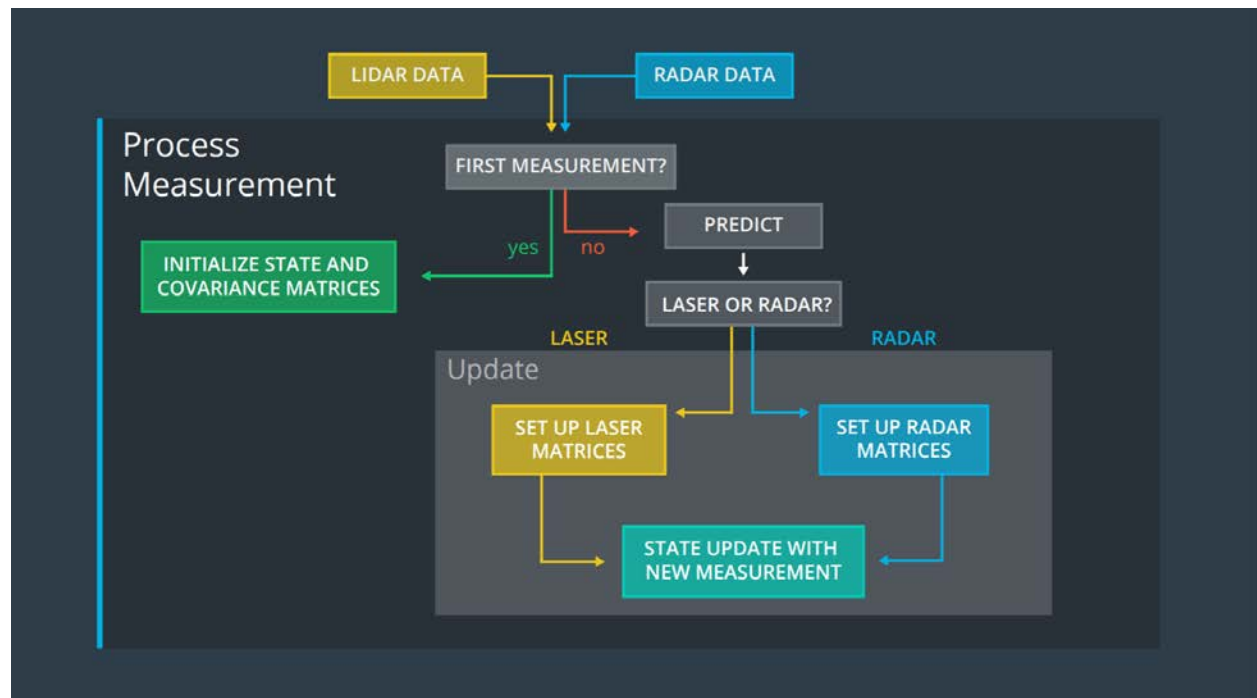 LIDAR DATA
RADAR DATA
Process
Measurement
FIRST MEASUREMENT?
yes
no
PREDICT
INITIALIZE STATE AND
COVARIANCE MATRICES
LASER OR RADAR?
LASER
RADAR
Update
SET UP LASER
MATRICES
SET UP RADAR
MATRICES
STATE UPDATE WITH
NEW MEASUREMENT